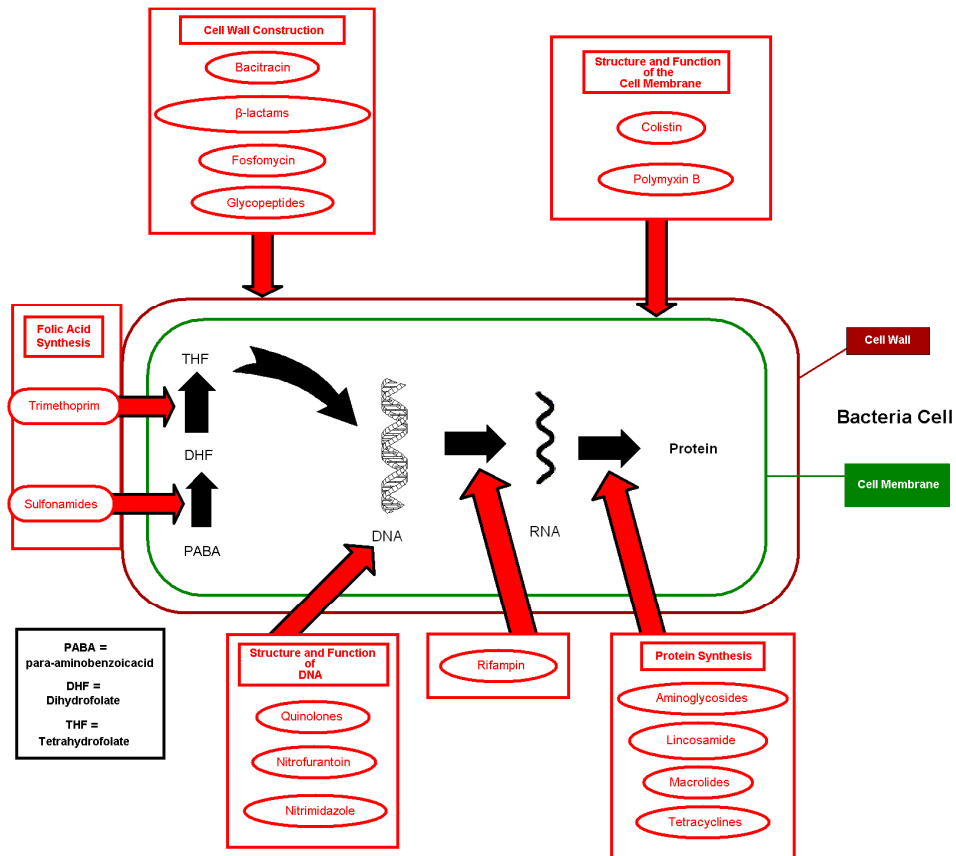 Cell Wall Construction
Bacitracin
β-lactams
Fosfomycin
Glycopeptides
Structure and Function
of the
Cell Membrane
Colistin
Polymyxin B
Folic Acid
Synthesis
Trimethoprim
Sulfonamides
THF
DHF
PABA
DNA
RNA
Protein
Cell Wall
Bacteria Cell
Cell Membrane
PABA =
para-aminobenzoicacid
DHF =
Dihydrofolate
THF =
Tetrahydrofolate
Structure and Function
of
DNA
Quinolones
Nitrofurantoin
Nitrimidazole
Rifampin
Protein Synthesis
Aminoglycosides
Lincosamide
Macrolides
Tetracyclines